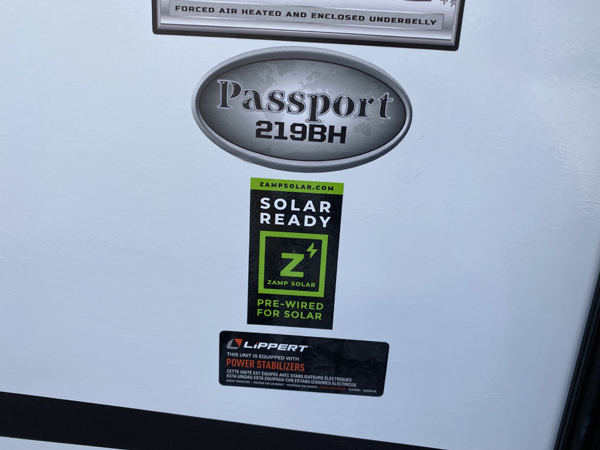 FORCED AIR HEATED AND ENCLOSED UNDERBELLY
Passport
219BH
ZAMPSOLAR.COM
SOLAR
READY
Z
ZAMP SOLAR
PRE-WIRED
FOR SOLAR
LIPPERT
THIS UNIT IS EQUIPPED WITH
POWER STABILIZERS
CETTE UNITÉ EST ÉQUIPÉE AVEC STABILISATEURS ÉLECTRIQUES
ESTA UNIDAD ESTÁ EQUIPADA CON ESTABILIZADORES ELÉCTRICOS